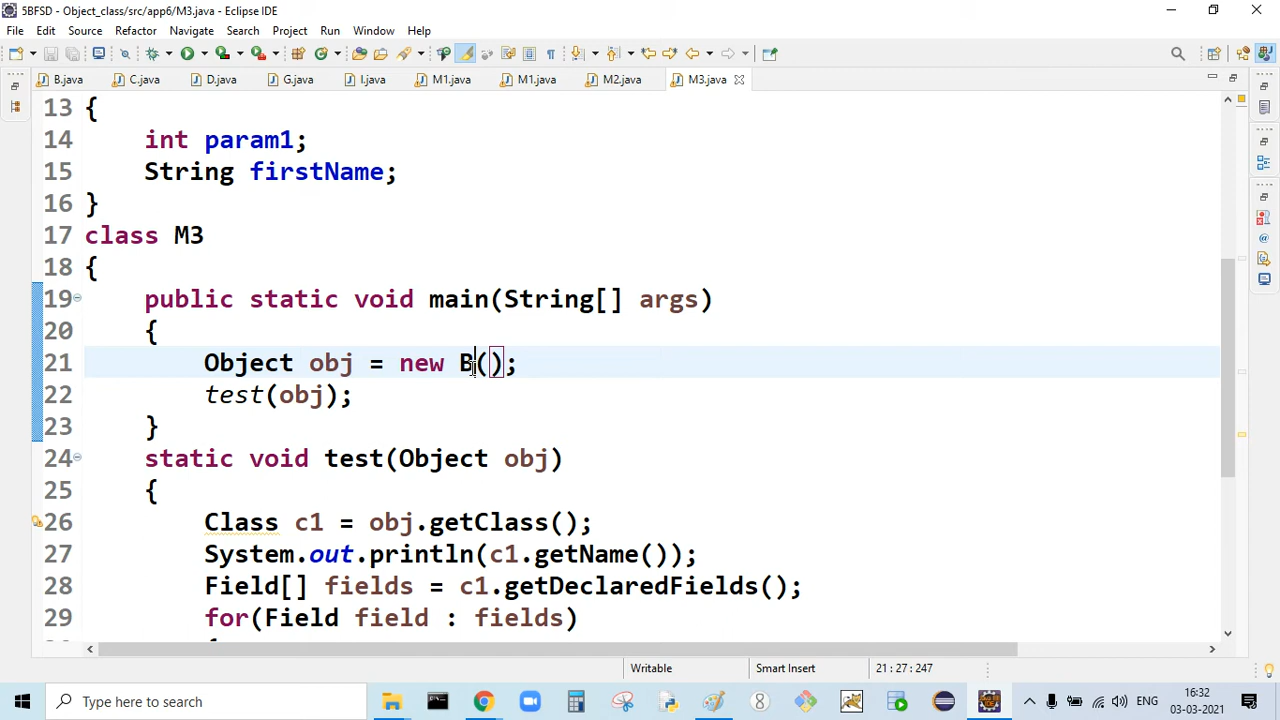 5BFSD - Object_class/src/app6/M3.java - Eclipse IDE
File Edit Source Refactor Navigate Search Project Run Window Help
B.java C.java D.java G.java I.java M1.java M1.java M2.java M3.java
13 {
14 int param1;
15 String firstName;
16 }
17 class M3
18 {
19 public static void main(String[] args)
20 {
21 Object obj = new B();
22 test(obj);
23 }
24 static void test(Object obj)
25 {
26 Class c1 = obj.getClass();
27 System.out.println(c1.getName());
28 Field[] fields = c1.getDeclaredFields();
29 for(Field field : fields)
Writable Smart Insert 21 : 27 : 247
Type here to search
ENG 6:32
03-03-2021